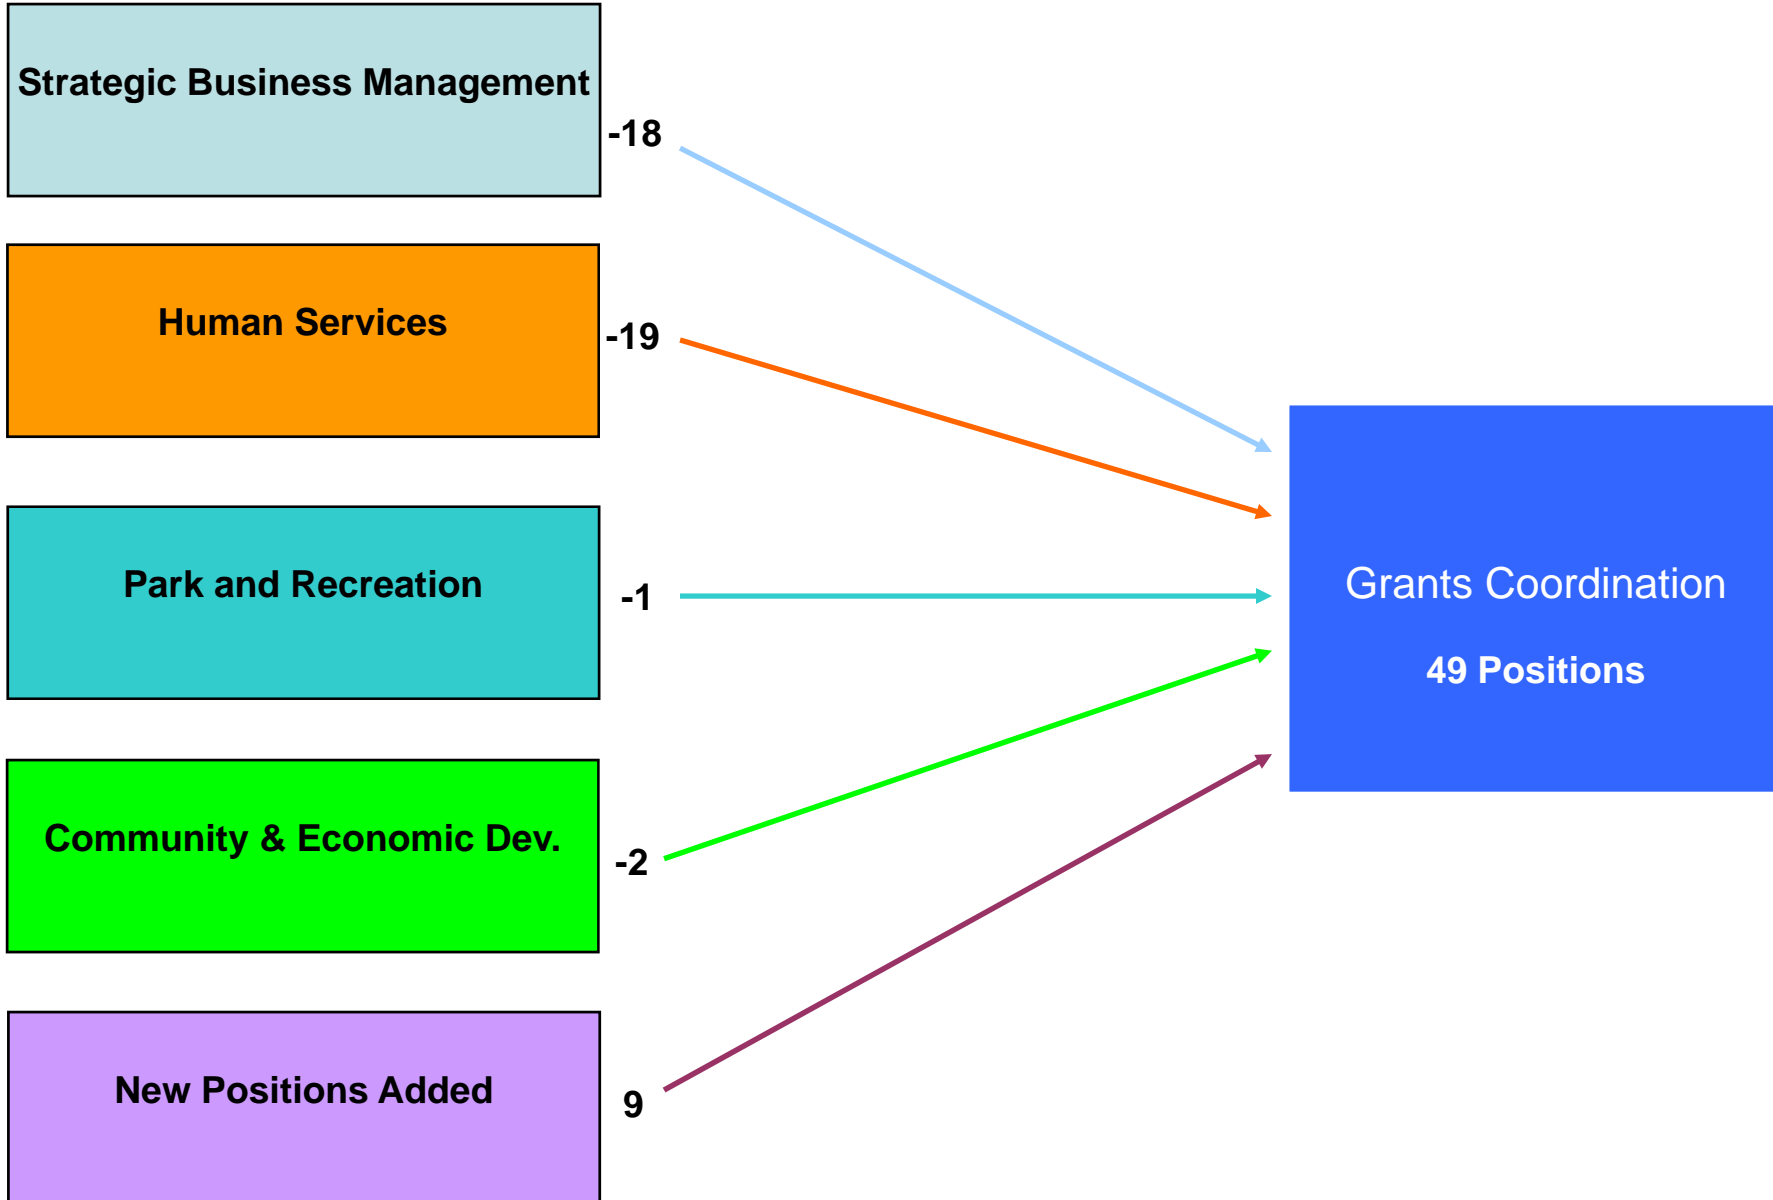 Strategic Business Management
-18
Human Services
-19
Park and Recreation
-1
Community & Economic Dev.
-2
New Positions Added
9
Grants Coordination
49 Positions